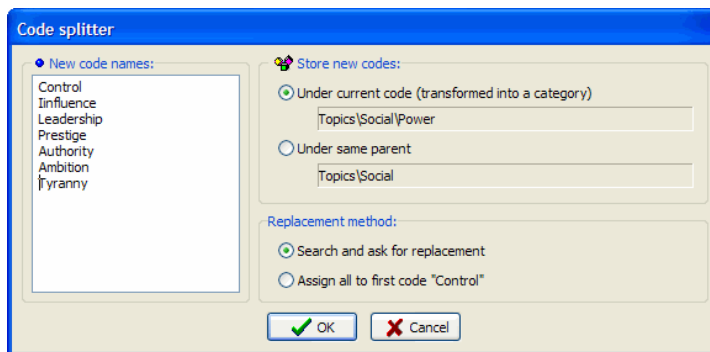 Code splitter
New code names:
Control
Iinfluence
Leadership
Prestige
Authority
Ambition
Tyranny
Store new codes:
Under current code (transformed into a category)
Topics\Social\Power
Under same parent
Topics\Social
Replacement method:
Search and ask for replacement
Assign all to first code "Control"
OK
Cancel